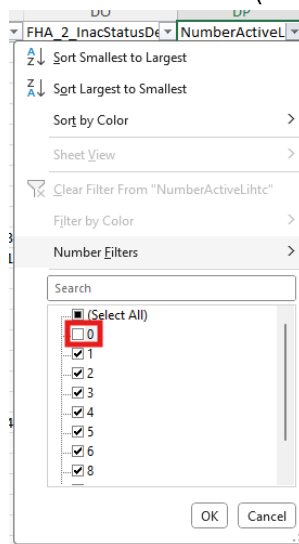 DO DP
FHA_2_InacStatusDe NumberActiveL
Sort Smallest to Largest
Sort Largest to Smallest
Sort by Color
Sheet View
Clear Filter From "NumberActiveLihtc"
Filter by Color
Number Filters
Search
(Select All)
0
1
2
3
4
5
6
8
OK Cancel